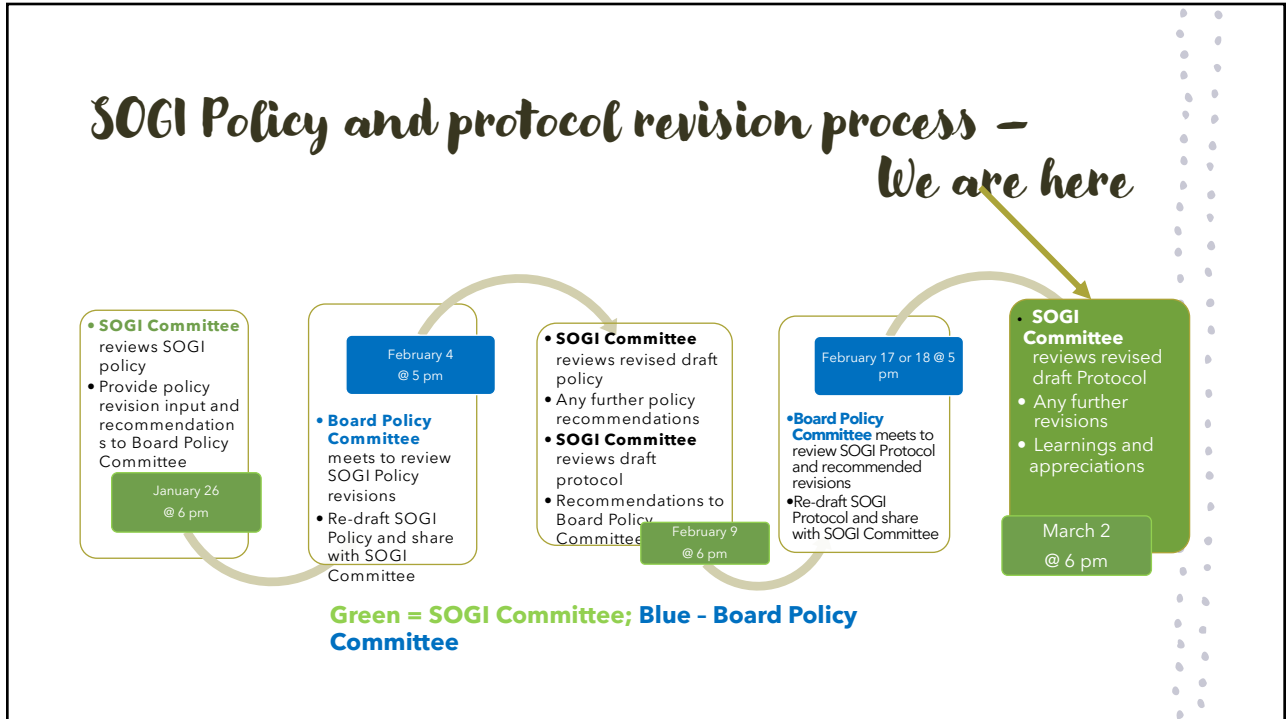 SOGI Policy and protocol revision process –
We are here
• SOGI Committee
reviews SOGI
policy
• Provide policy
revision input and
recommendation
s to Board Policy
Committee
January 26
@ 6 pm
February 4
@ 5 pm
• Board Policy
Committee
meets to review
SOGI Policy
revisions
• Re-draft SOGI
Policy and share
with SOGI
Committee
• SOGI Committee
reviews revised draft
policy
• Any further policy
recommendations
• SOGI Committee
reviews draft
protocol
• Recommendations to
Board Policy
Committee
February 9
@ 6 pm
February 17 or 18 @ 5
pm
•Board Policy
Committee meets to
review SOGI Protocol
and recommended
revisions
•Re-draft SOGI
Protocol and share
with SOGI Committee
• SOGI
Committee
reviews revised
draft Protocol
• Any further
revisions
• Learnings and
appreciations
March 2
@ 6 pm
Green = SOGI Committee; Blue – Board Policy
Committee